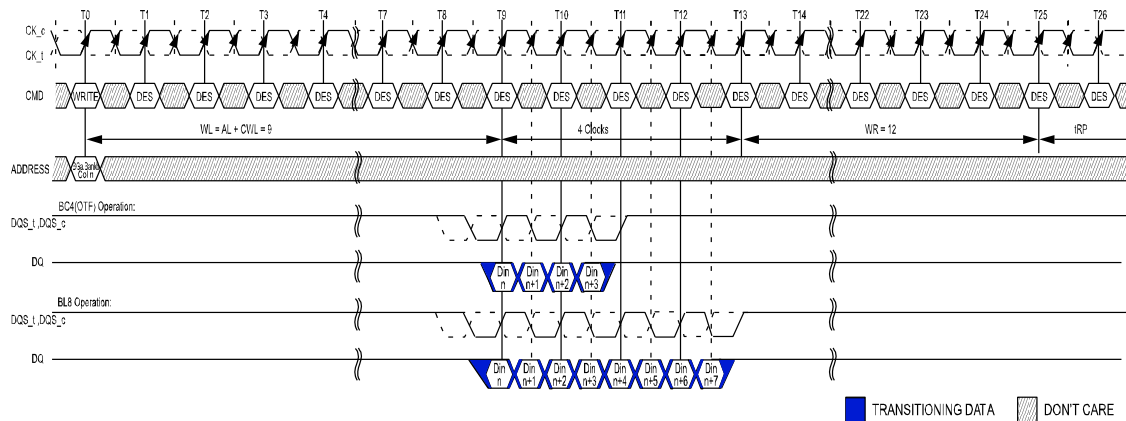 T0 T1 T2 T3 T4 T7 T8 T9 T10 T11 T12 T13 T14 T22 T23 T24 T25 T26
CK_c
CK_t
CMD WRITE DES DES DES DES DES DES DES DES DES DES DES DES DES DES DES DES DES
WL = AL + CWL = 9 4 Clocks WR = 12 tRP
ADDRESS
Col n
BC4(OTF) Operation:
DQS_t ,DQS_c
DQ Din n Din n+1 Din n+2 Din n+3
BL8 Operation:
DQS_t ,DQS_c
DQ Din n Din n+1 Din n+2 Din n+3 Din n+4 Din n+5 Din n+6 Din n+7
TRANSITIONING DATA DON'T CARE